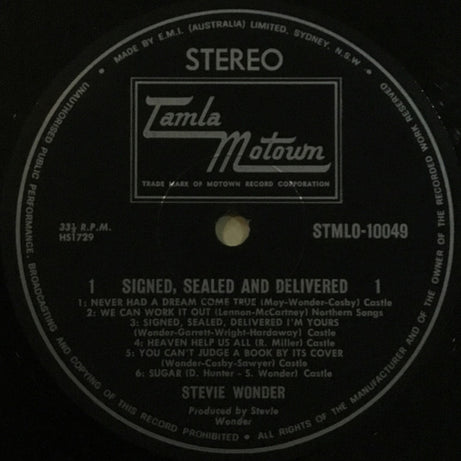 • MADE BY E.M.I. (AUSTRALIA) LIMITED. SYDNEY, N.S.W •
STEREO
Tamla
Motown
TRADE MARK OF MOTOWN RECORD CORPORATION
33⅓ R.P.M.
HS1729
STMLO-10049
1 SIGNED, SEALED AND DELIVERED 1
1: NEVER HAD A DREAM COME TRUE (Moy-Wonder-Cosby) Castle
2: WE CAN WORK IT OUT (Lennon-McCartney) Northern Songs
3: SIGNED, SEALED, DELIVERED I'M YOURS
(Wonder-Garrett-Wright-Hardaway) Castle
4: HEAVEN HELP US ALL (R. Miller) Castle
5: YOU CAN'T JUDGE A BOOK BY ITS COVER
(Wonder-Cosby-Sawyer) Castle
6: SUGAR (D. Hunter - S. Wonder) Castle
STEVIE WONDER
Produced by Stevie
Wonder
UNAUTHORISED PUBLIC PERFORMANCE, BROADCASTING AND COPYING OF THIS RECORD PROHIBITED • ALL RIGHTS OF THE MANUFACTURER AND OF THE OWNER OF THE RECORDED WORK RESERVED